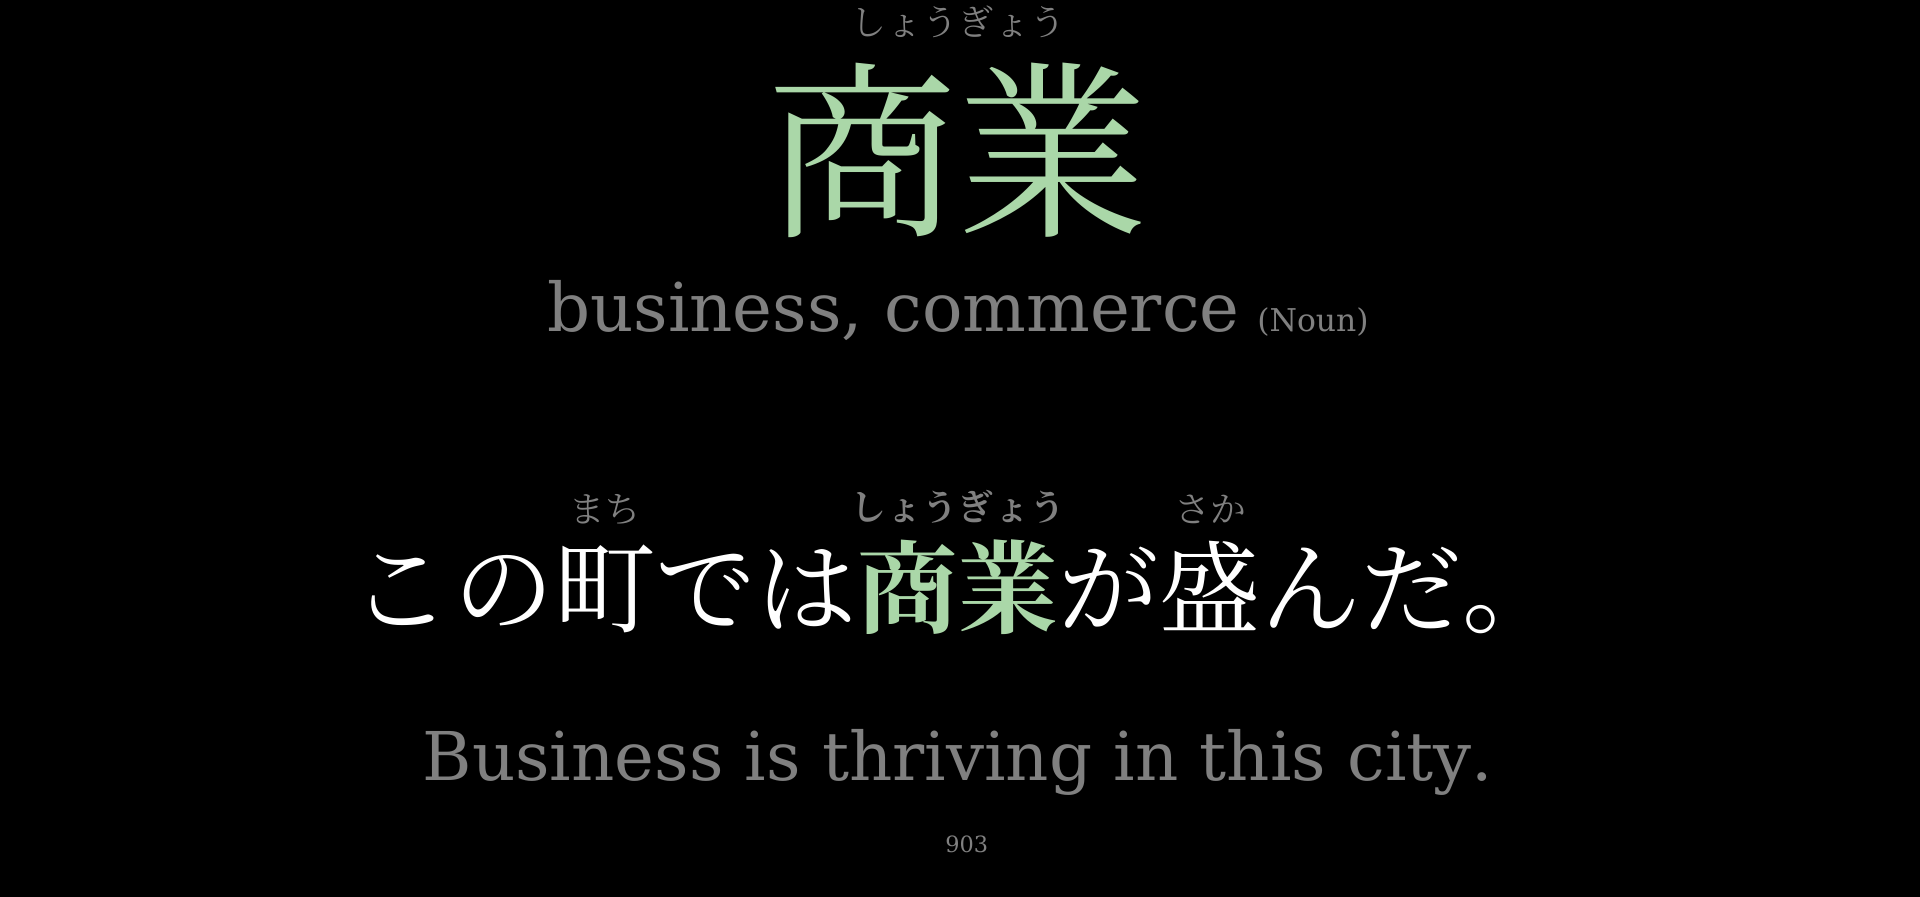 しょうぎょう
商業
business, commerce (Noun)
まち しょうぎょう さか
この町では商業が盛んだ。
Business is thriving in this city.
903